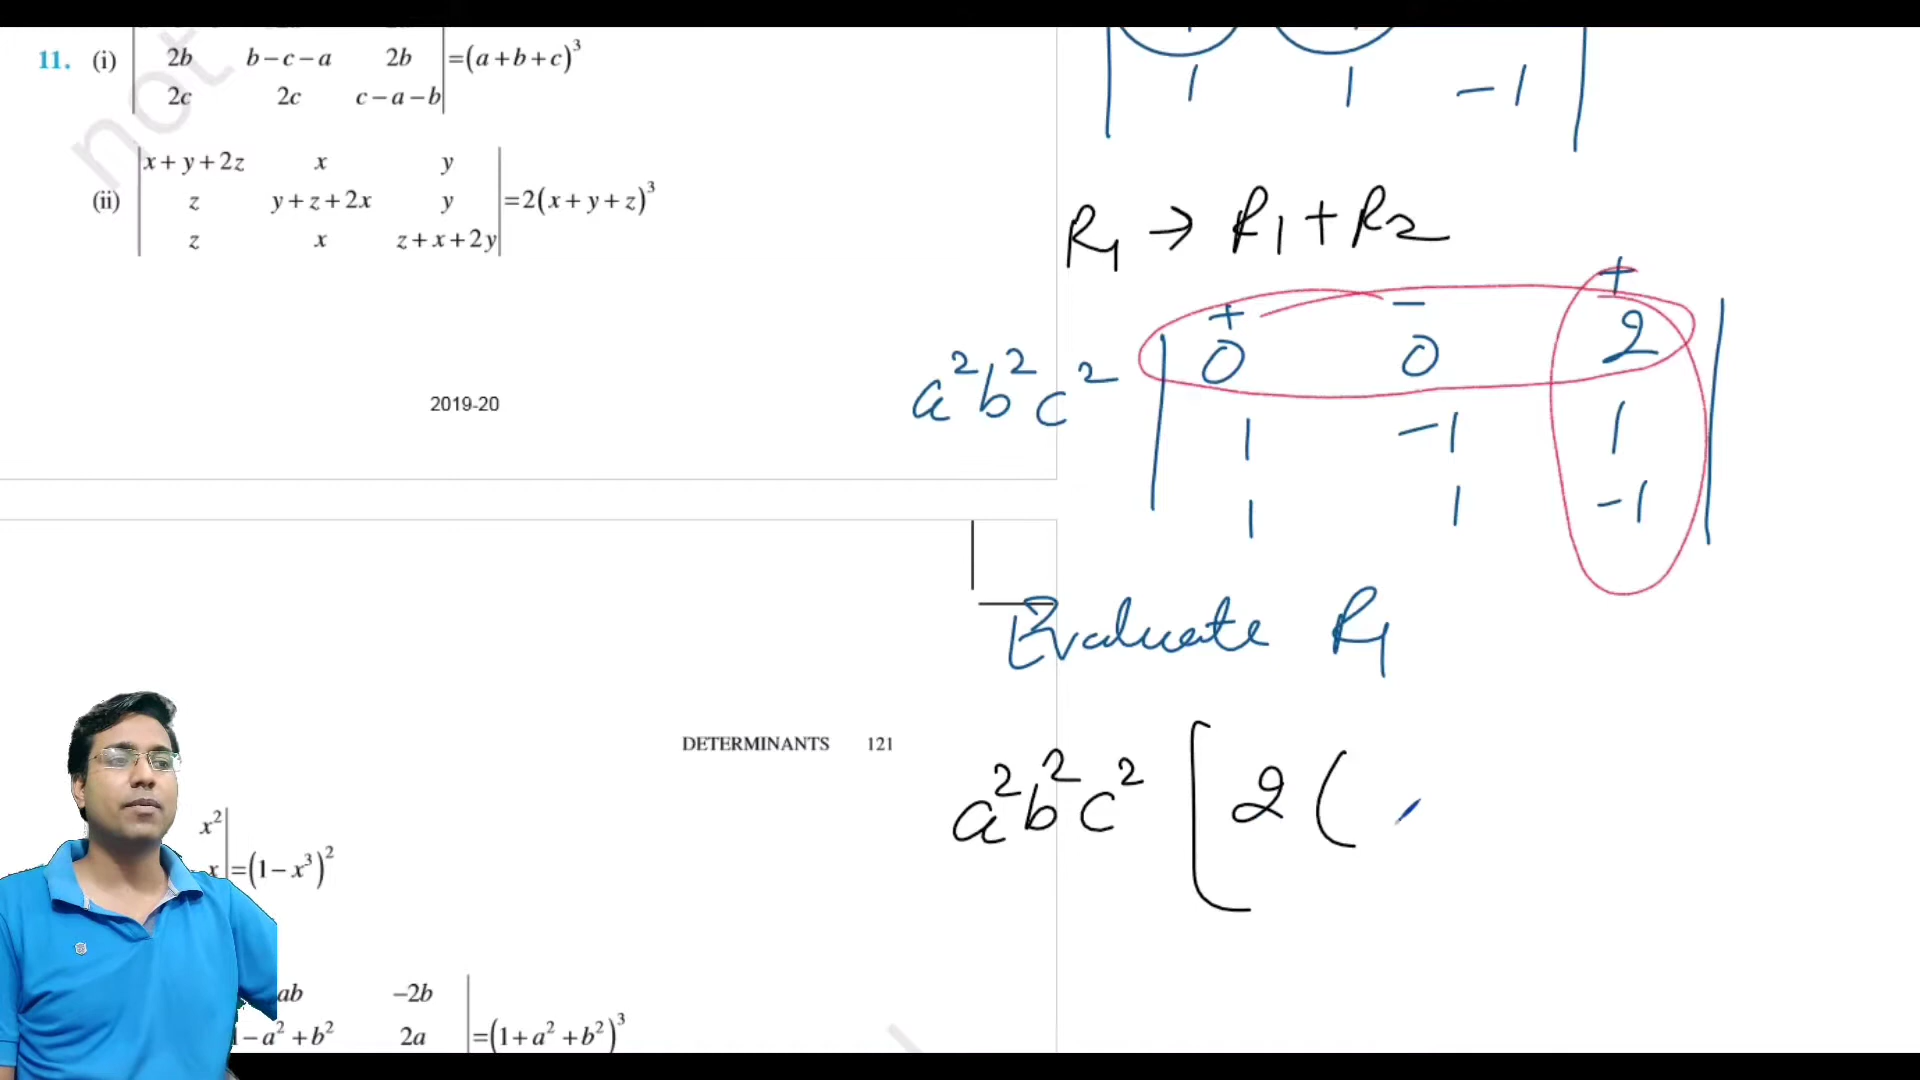 11. (i) 2b b−c−a 2b =(a+b+c)³
2c 2c c−a−b
x+y+2z x y
(ii) z y+z+2x y =2(x+y+z)³
z x z+x+2y
2019-20
DETERMINANTS 121
x²
x =(1−x³)²
ab −2b
−a²+b² 2a =(1+a²+b²)³
not
1 1 −1
R₁ → R₁+R₂
+ − +
a²b²c² 0 0 2
1 −1 1
1 1 −1
Evaluate R₁
a²b²c² [2(